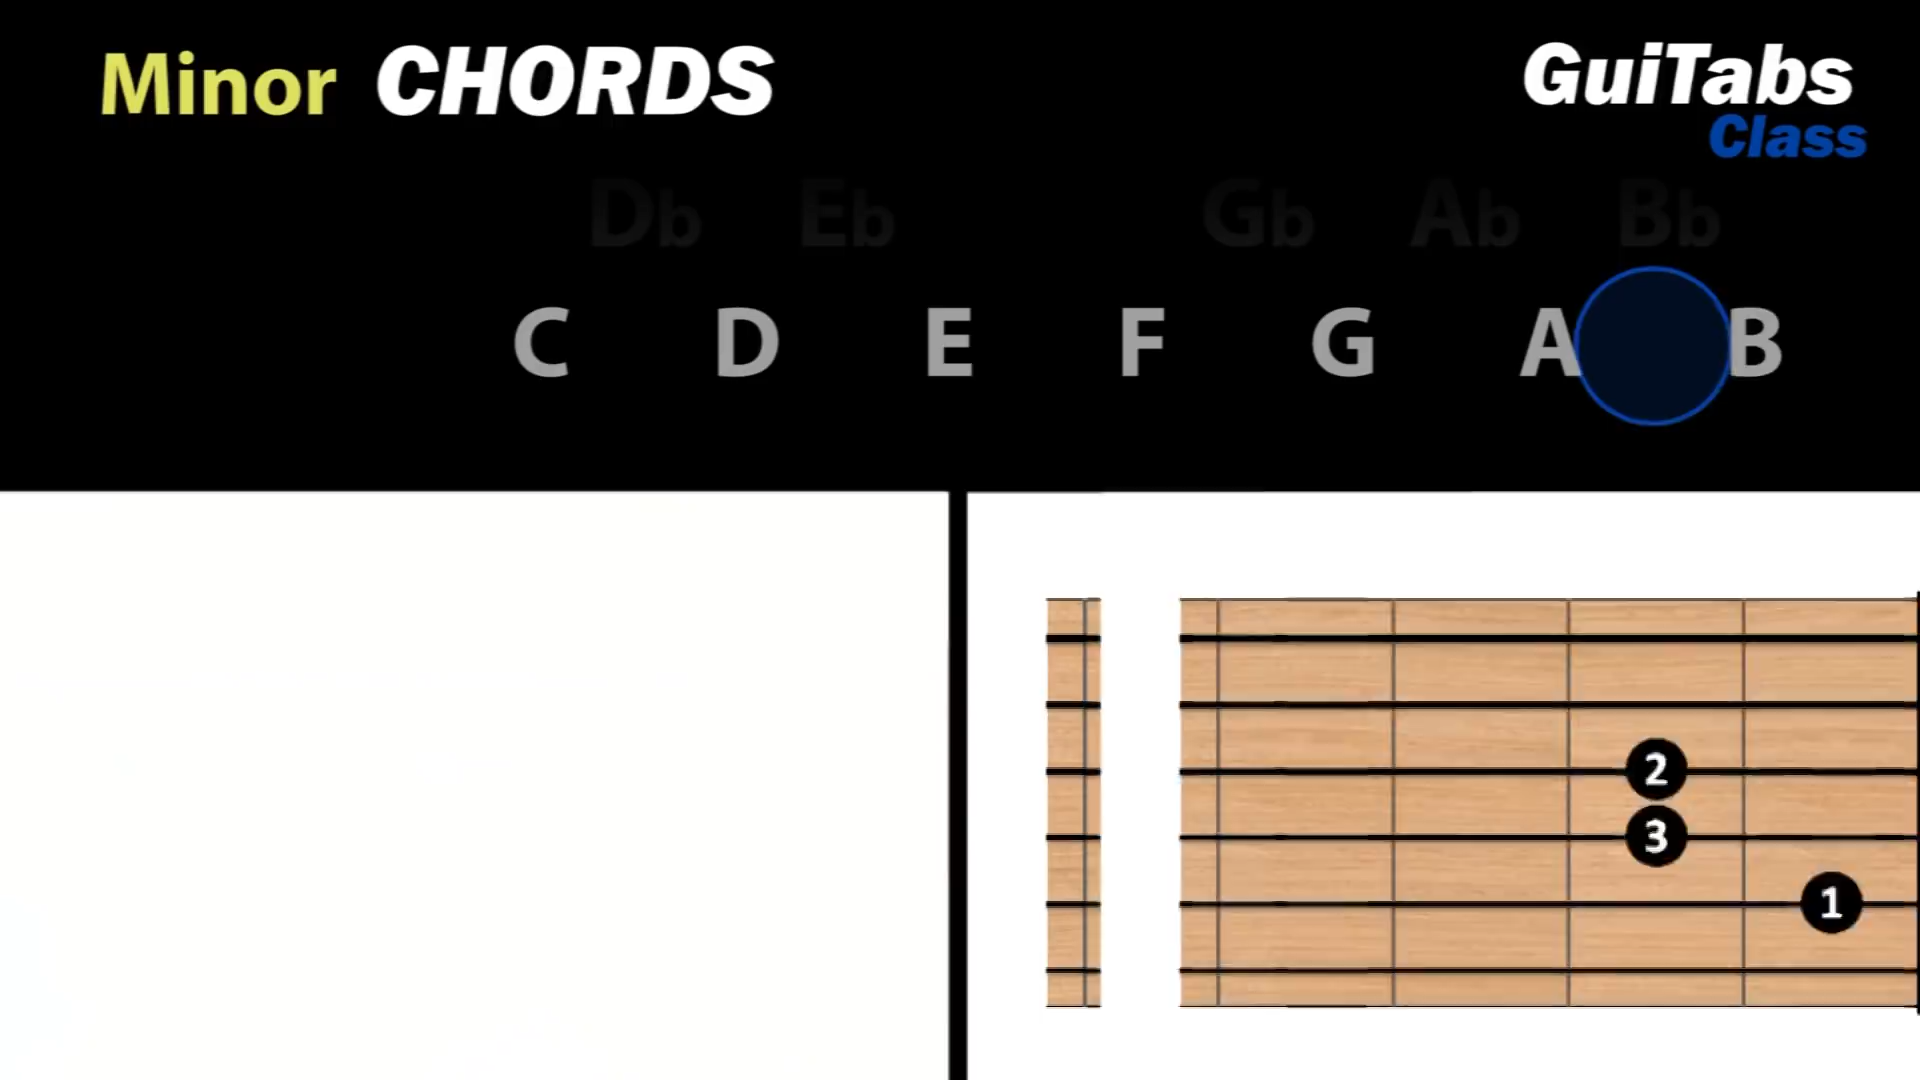 Minor CHORDS
GuiTabs
Class
Db Eb Gb Ab Bb
C D E F G A B
2
3
1